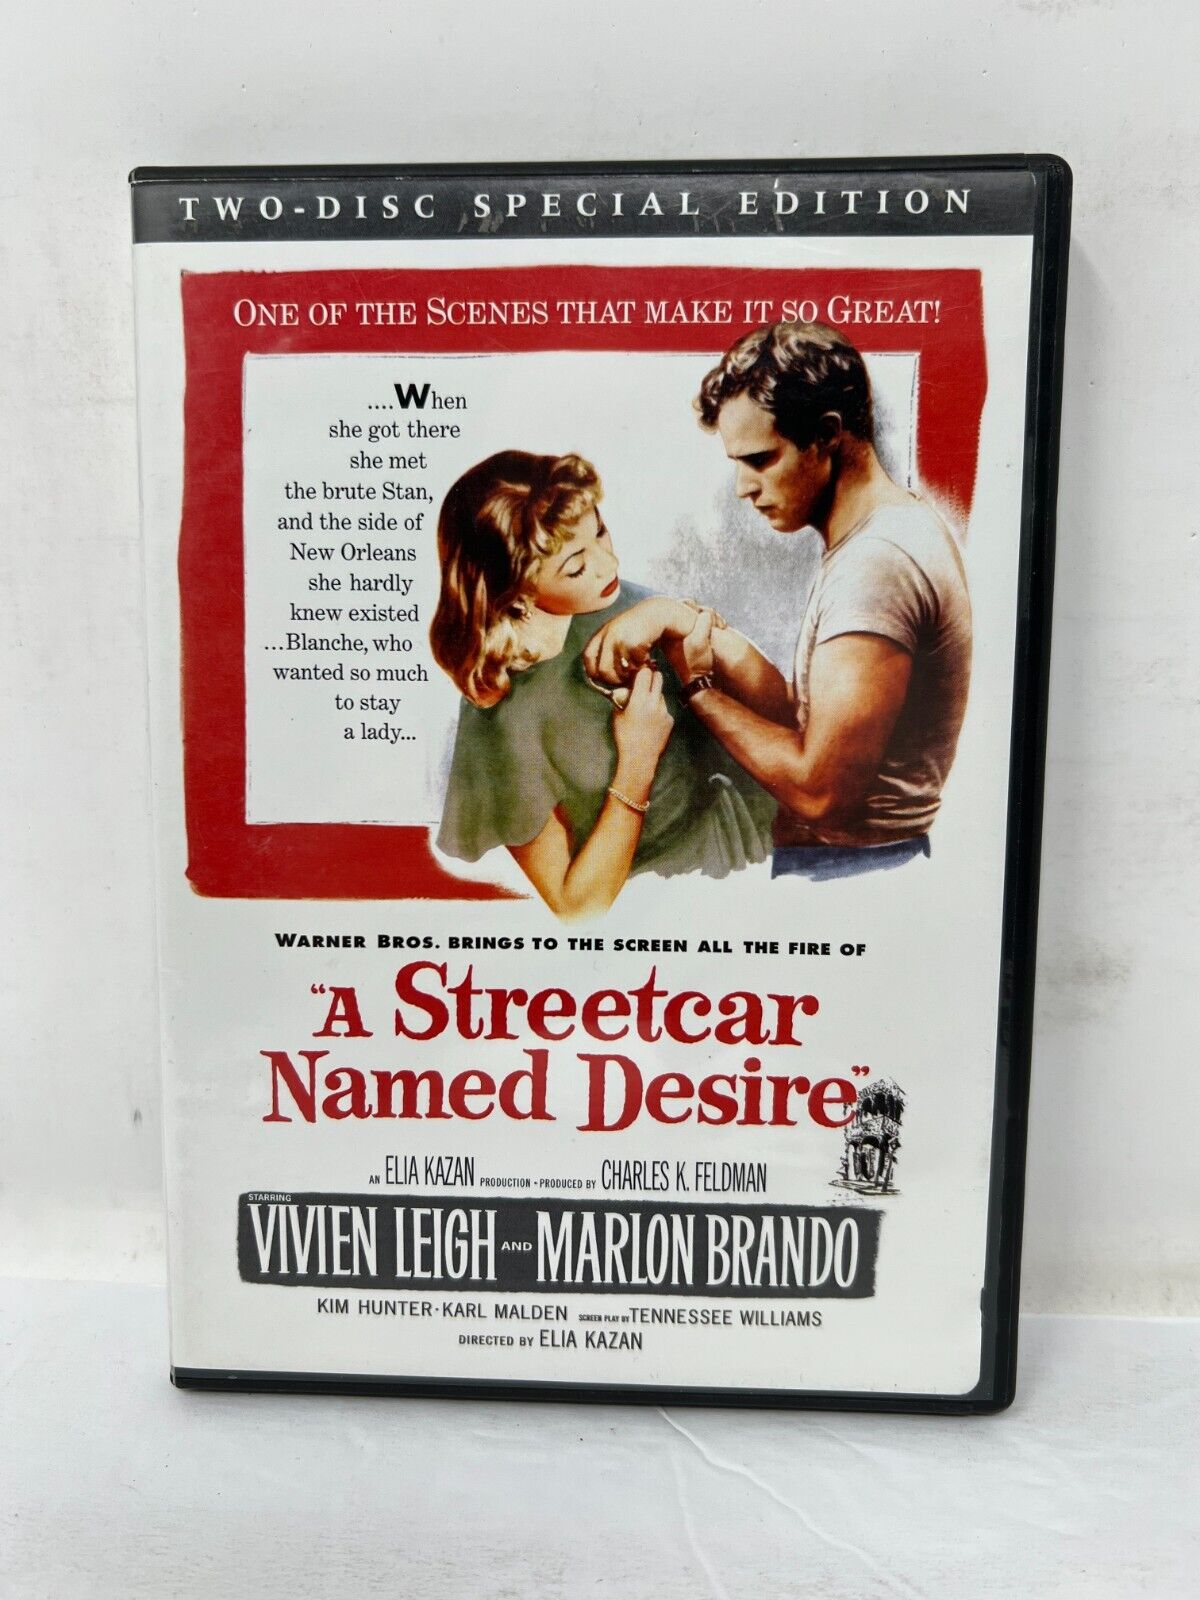 TWO-DISC SPECIAL EDITION
ONE OF THE SCENES THAT MAKE IT SO GREAT!
....When
she got there
she met
the brute Stan,
and the side of
New Orleans
she hardly
knew existed
...Blanche, who
wanted so much
to stay
a lady...
WARNER BROS. BRINGS TO THE SCREEN ALL THE FIRE OF
"A Streetcar
Named Desire"
AN ELIA KAZAN PRODUCTION • PRODUCED BY CHARLES K. FELDMAN
STARRING
VIVIEN LEIGH AND MARLON BRANDO
KIM HUNTER • KARL MALDEN SCREEN PLAY BY TENNESSEE WILLIAMS
DIRECTED BY ELIA KAZAN